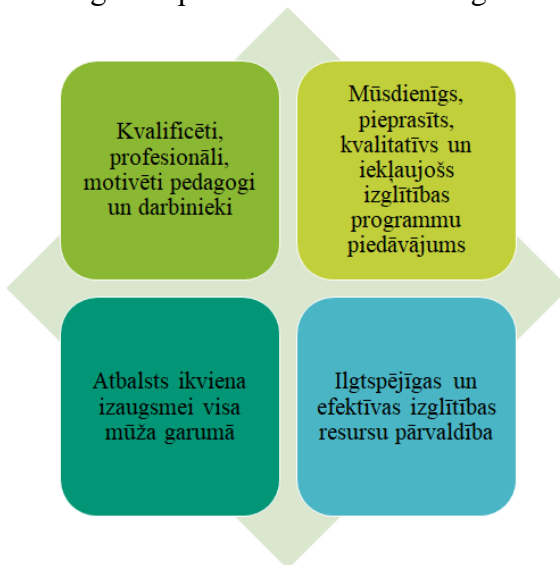 Kvalificēti,
profesionāli,
motivēti pedagogi
un darbinieki
Mūsdienīgs,
pieprasīts,
kvalitatīvs un
iekļaujošs
izglītības
programmu
piedāvājums
Atbalsts ikviena
izaugsmei visa
mūža garumā
Ilgtspējīgas un
efektīvas izglītības
resursu pārvaldība